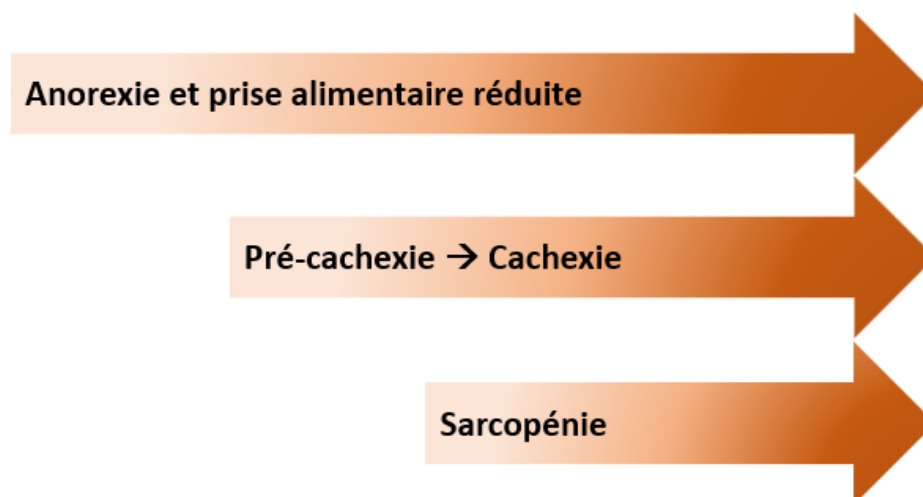 Anorexie et prise alimentaire réduite
Pré-cachexie → Cachexie
Sarcopénie